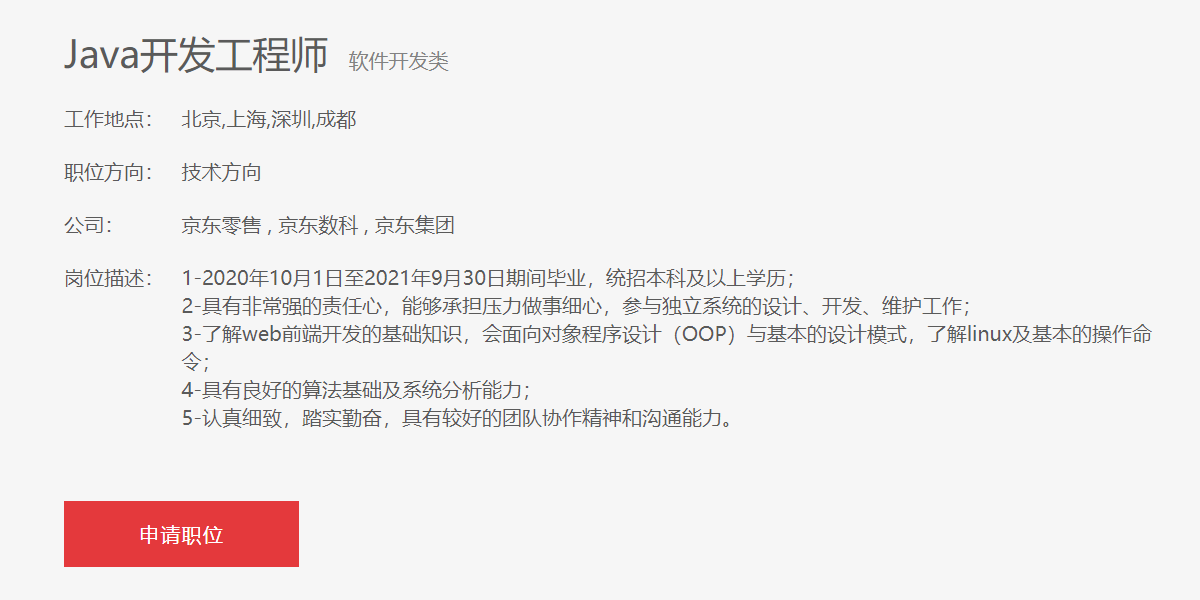 Java开发工程师 软件开发类
工作地点： 北京,上海,深圳,成都
职位方向： 技术方向
公司： 京东零售 , 京东数科 , 京东集团
岗位描述： 1-2020年10月1日至2021年9月30日期间毕业，统招本科及以上学历；
2-具有非常强的责任心，能够承担压力做事细心，参与独立系统的设计、开发、维护工作；
3-了解web前端开发的基础知识，会面向对象程序设计（OOP）与基本的设计模式，了解linux及基本的操作命
令；
4-具有良好的算法基础及系统分析能力；
5-认真细致，踏实勤奋，具有较好的团队协作精神和沟通能力。
申请职位